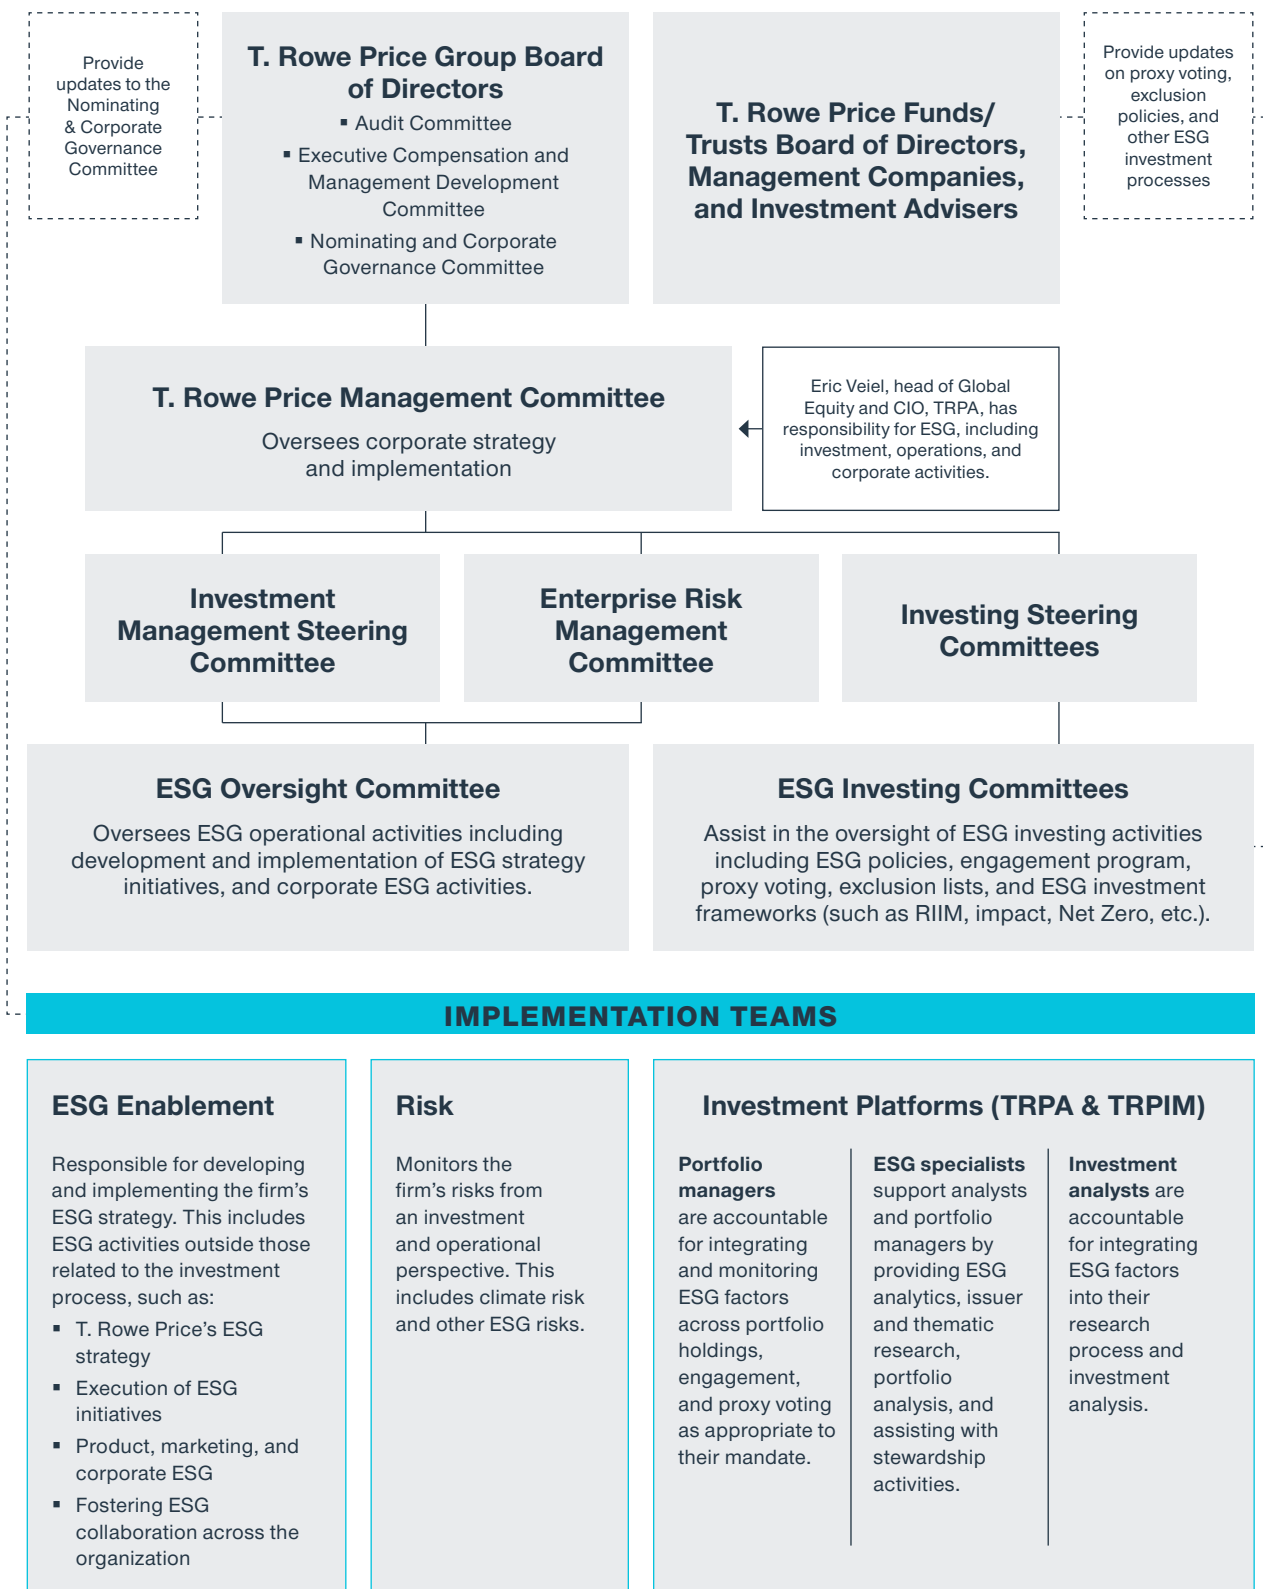 Provide
updates to the
Nominating
& Corporate
Governance
Committee
T. Rowe Price Group Board
of Directors
▪ Audit Committee
▪ Executive Compensation and
Management Development
Committee
▪ Nominating and Corporate
Governance Committee
T. Rowe Price Funds/
Trusts Board of Directors,
Management Companies,
and Investment Advisers
Provide updates
on proxy voting,
exclusion
policies, and
other ESG
investment
processes
T. Rowe Price Management Committee
Oversees corporate strategy
and implementation
Eric Veiel, head of Global
Equity and CIO, TRPA, has
responsibility for ESG, including
investment, operations, and
corporate activities.
Investment
Management Steering
Committee
Enterprise Risk
Management
Committee
Investing Steering
Committees
ESG Oversight Committee
Oversees ESG operational activities including
development and implementation of ESG strategy
initiatives, and corporate ESG activities.
ESG Investing Committees
Assist in the oversight of ESG investing activities
including ESG policies, engagement program,
proxy voting, exclusion lists, and ESG investment
frameworks (such as RIIM, impact, Net Zero, etc.).
IMPLEMENTATION TEAMS
ESG Enablement
Responsible for developing
and implementing the firm's
ESG strategy. This includes
ESG activities outside those
related to the investment
process, such as:
▪ T. Rowe Price's ESG
strategy
▪ Execution of ESG
initiatives
▪ Product, marketing, and
corporate ESG
▪ Fostering ESG
collaboration across the
organization
Risk
Monitors the
firm's risks from
an investment
and operational
perspective. This
includes climate risk
and other ESG risks.
Investment Platforms (TRPA & TRPIM)
Portfolio
managers
are accountable
for integrating
and monitoring
ESG factors
across portfolio
holdings,
engagement,
and proxy voting
as appropriate to
their mandate.
ESG specialists
support analysts
and portfolio
managers by
providing ESG
analytics, issuer
and thematic
research,
portfolio
analysis, and
assisting with
stewardship
activities.
Investment
analysts are
accountable
for integrating
ESG factors
into their
research
process and
investment
analysis.